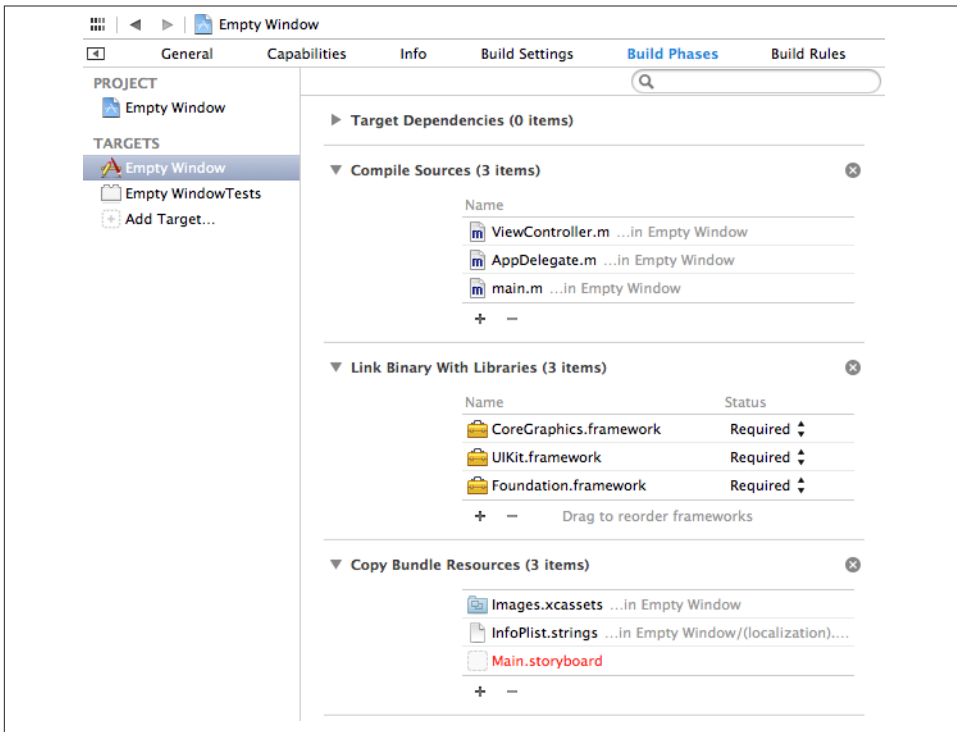 Empty Window
General Capabilities Info Build Settings Build Phases Build Rules
PROJECT
Empty Window
TARGETS
Empty Window
Empty WindowTests
Add Target...
Target Dependencies (0 items)
Compile Sources (3 items)
Name
m ViewController.m ...in Empty Window
m AppDelegate.m ...in Empty Window
m main.m ...in Empty Window
+ −
Link Binary With Libraries (3 items)
Name Status
CoreGraphics.framework Required
UIKit.framework Required
Foundation.framework Required
+ − Drag to reorder frameworks
Copy Bundle Resources (3 items)
Images.xcassets ...in Empty Window
InfoPlist.strings ...in Empty Window/(localization)....
Main.storyboard
+ −